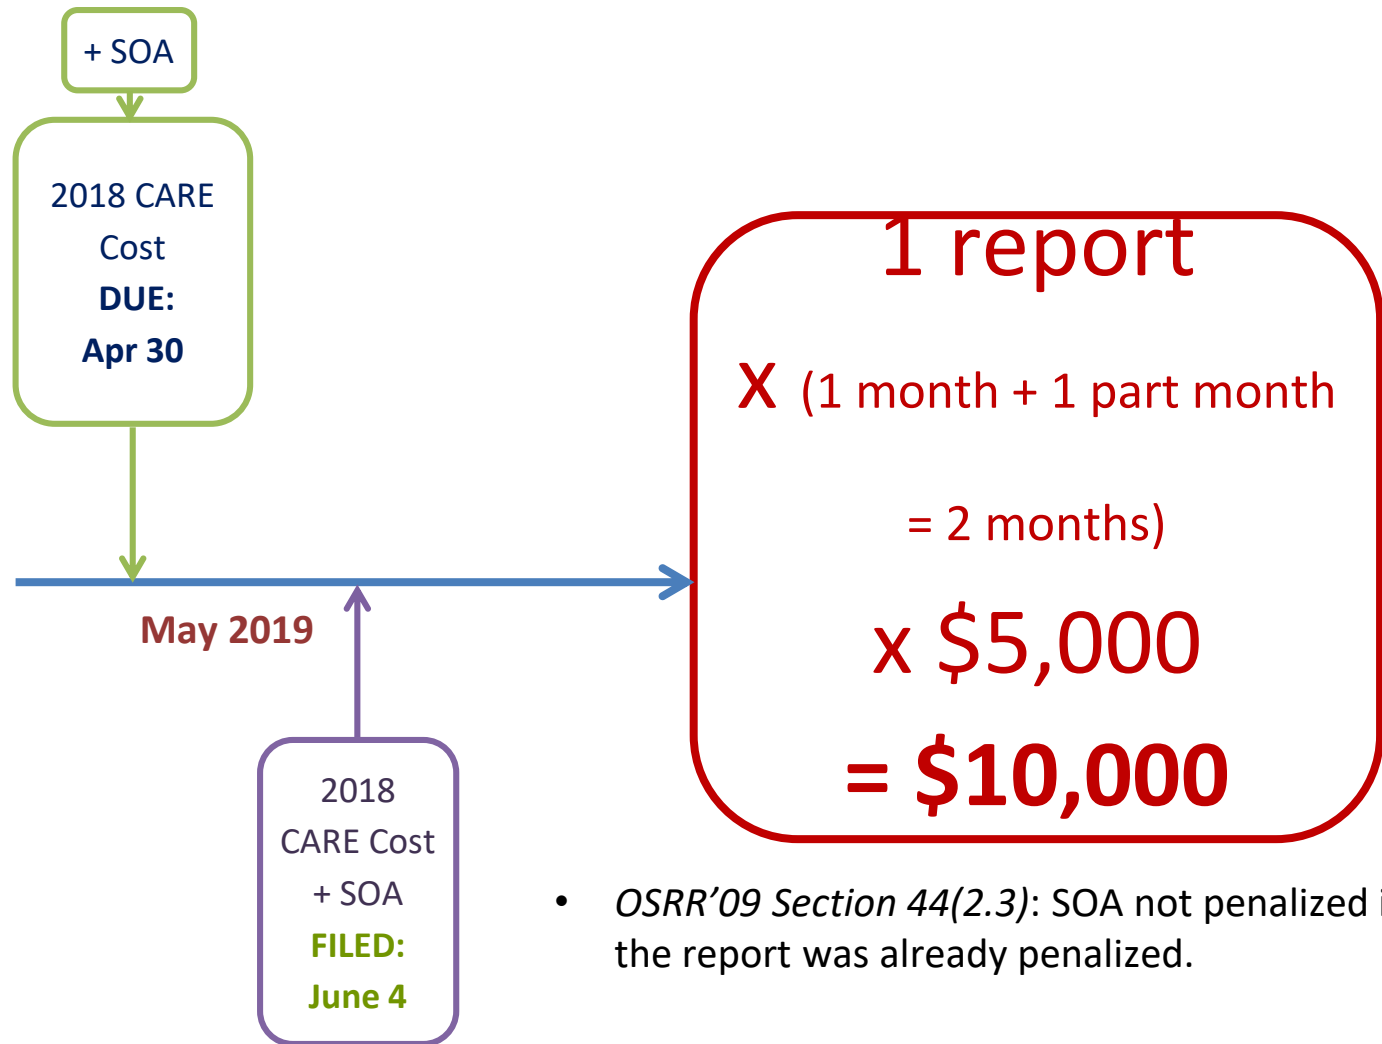 + SOA
2018 CARE
Cost
DUE:
Apr 30
May 2019
2018
CARE Cost
+ SOA
FILED:
June 4
1 report
X (1 month + 1 part month
= 2 months)
x $5,000
= $10,000
• OSRR'09 Section 44(2.3): SOA not penalized
the report was already penalized.